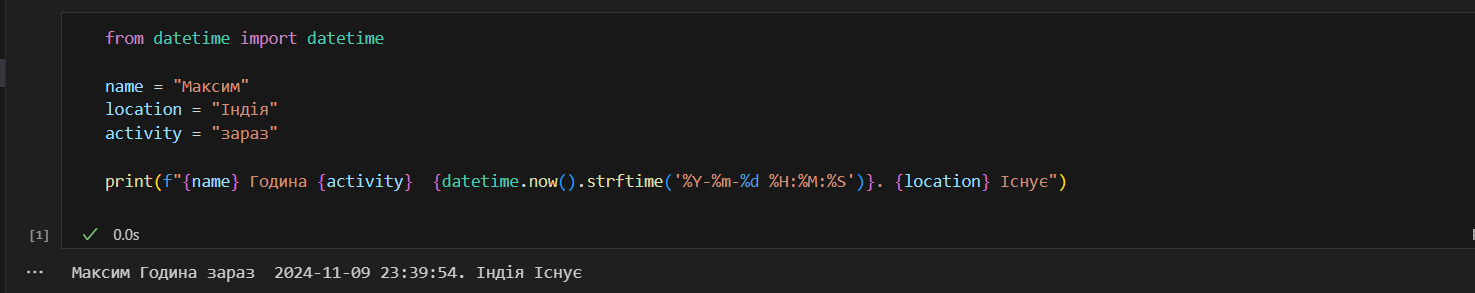 from datetime import datetime
name = "Максим"
location = "Індія"
activity = "зараз"
print(f"{name} Година {activity}  {datetime.now().strftime('%Y-%m-%d %H:%M:%S')}. {location} Існує")
[1]
0.0s
Максим Година зараз  2024-11-09 23:39:54. Індія Існує